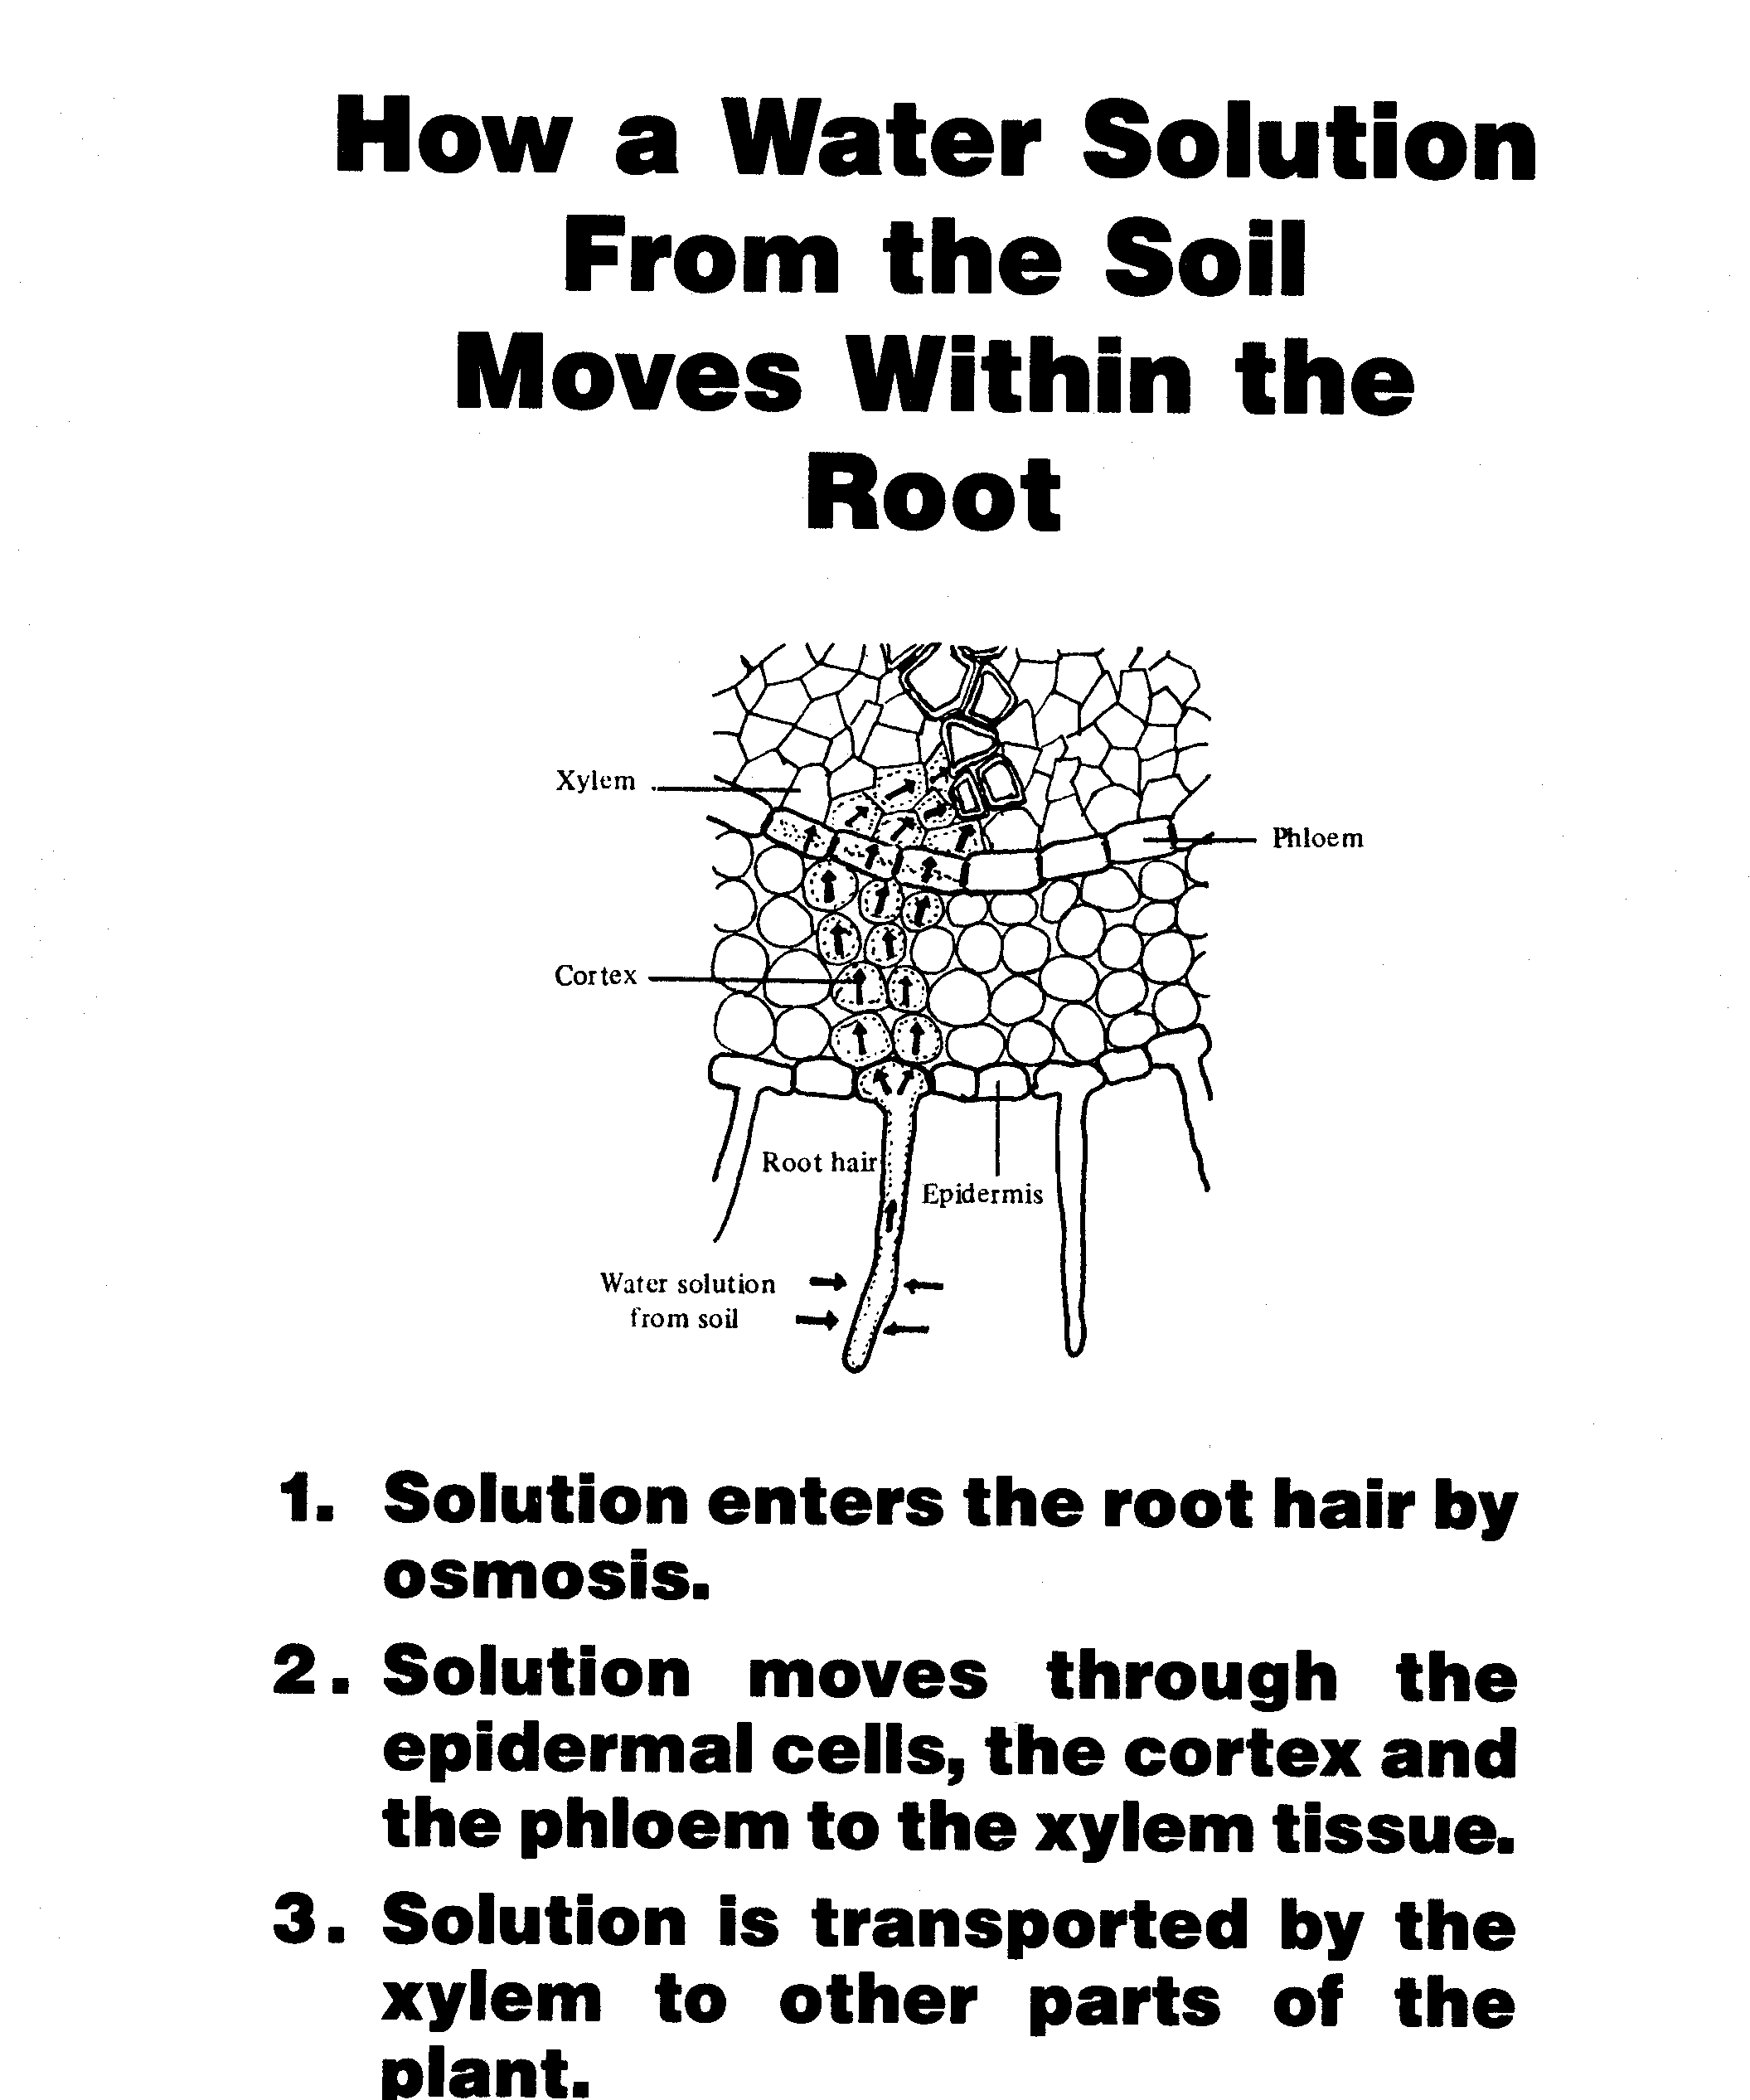 How a Water Solution
From the Soil
Moves Within the
Root
Xylem
Phloem
Cortex
Root hair
Epidermis
Water solution
from soil
1. Solution enters the root hair by
osmosis.
2. Solution moves through the
epidermal cells, the cortex and
the phloem to the xylem tissue.
3. Solution is transported by the
xylem to other parts of the
plant.